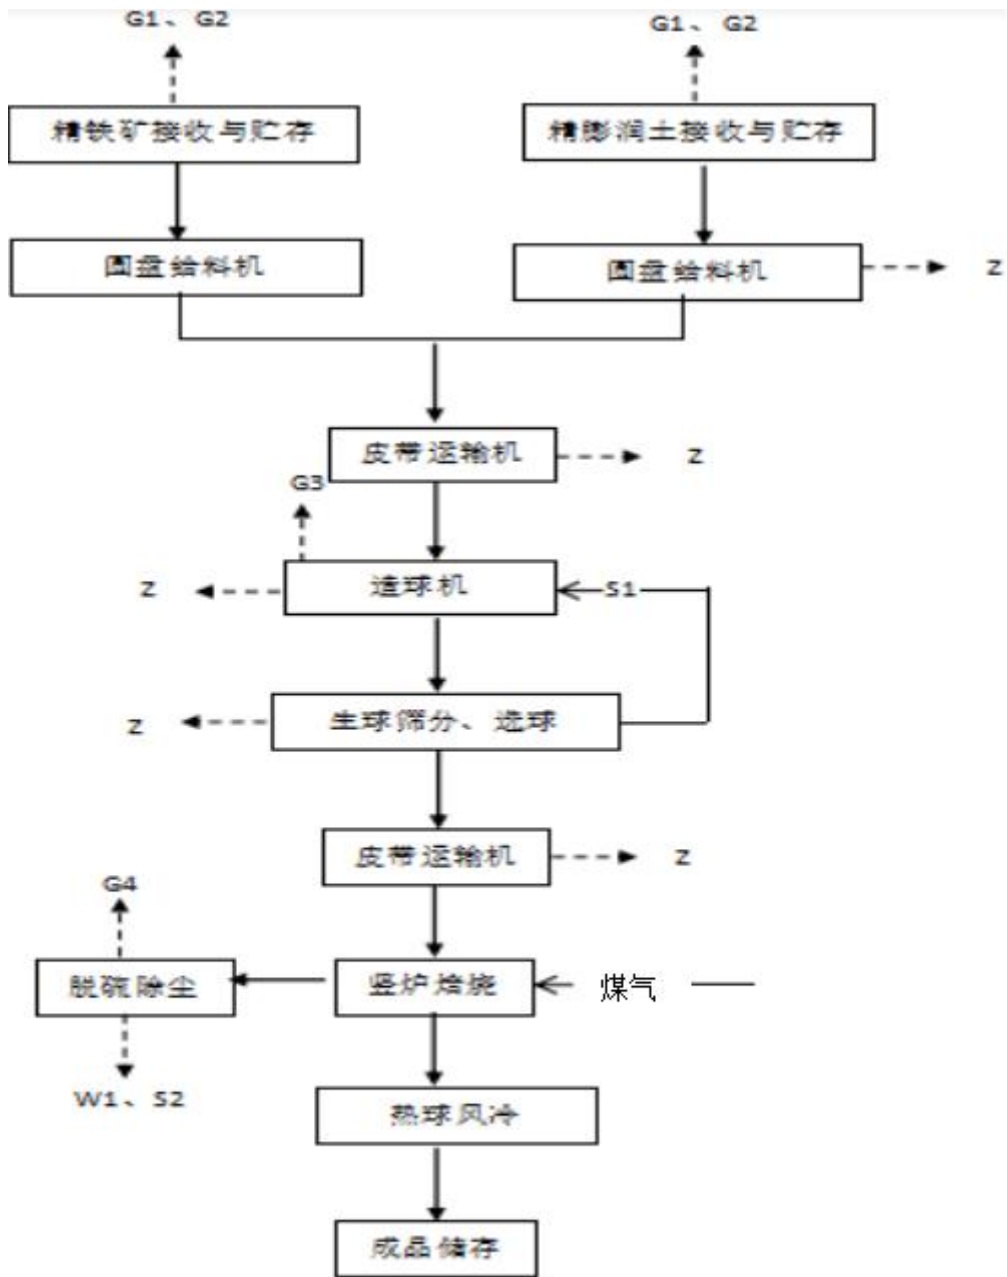 G1、G2
G1、G2
精铁矿接收与贮存
精膨润土接收与贮存
圆盘给料机
圆盘给料机
Z
皮带运输机
Z
G3
造球机
Z
S1
生球筛分、选球
Z
皮带运输机
Z
G4
脱硫除尘
竖炉焙烧
煤气
W1、S2
热球风冷
成品储存